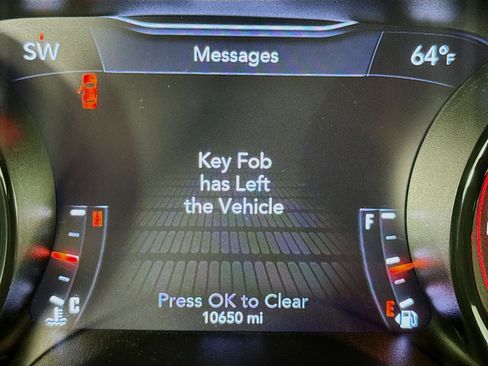 SW
Messages
64°F
Key Fob
has Left
the Vehicle
F
C
E
Press OK to Clear
10650 mi